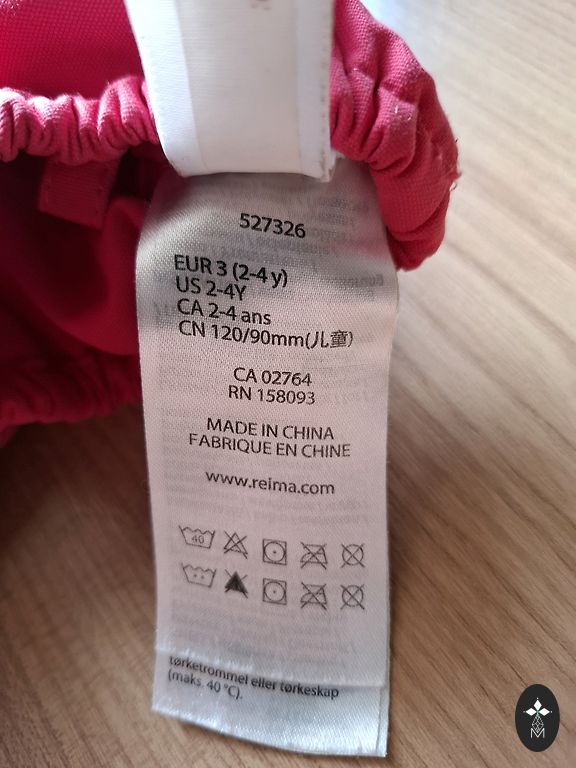 527326
EUR 3 (2-4 y)
US 2-4Y
CA 2-4 ans
CN 120/90mm(儿童)
CA 02764
RN 158093
MADE IN CHINA
FABRIQUE EN CHINE
www.reima.com
40
tørketrommel eller tørkeskap
(maks. 40 °C).
M